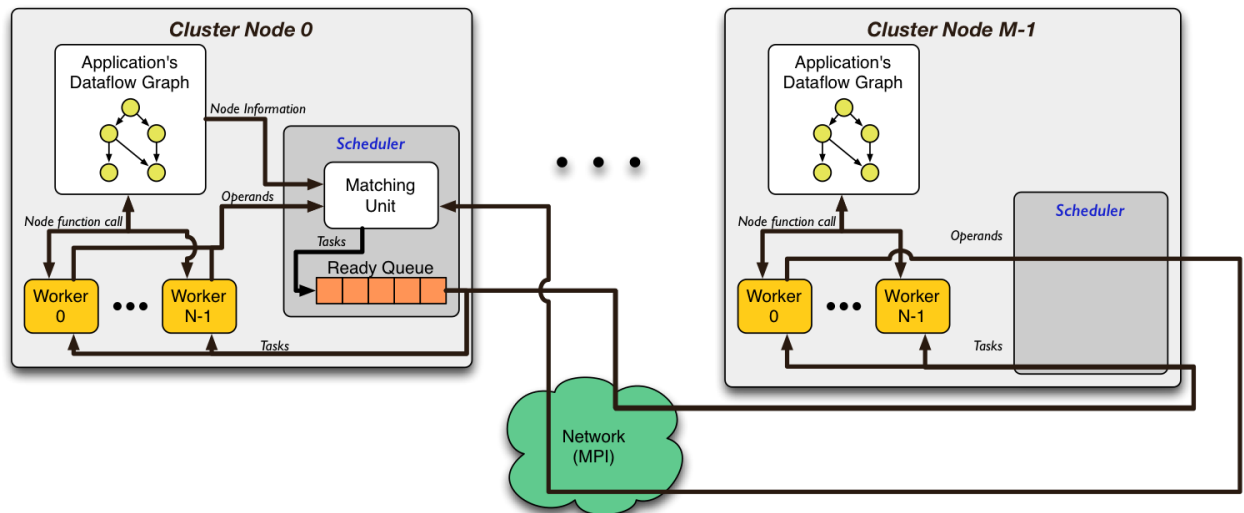 Cluster Node 0
Application's
Dataflow Graph
Node Information
Scheduler
Matching
Unit
Operands
Node function call
Tasks
Ready Queue
Worker
0
Worker
N-1
Tasks
Cluster Node M-1
Application's
Dataflow Graph
Scheduler
Node function call
Operands
Worker
0
Worker
N-1
Tasks
Network
(MPI)